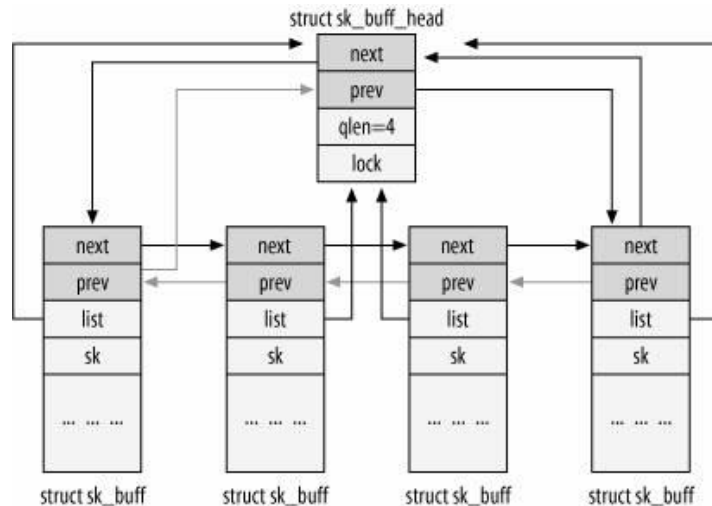 struct sk_buff_head
next
prev
qlen=4
lock
next
prev
list
sk
... ... ...
struct sk_buff
next
prev
list
sk
... ... ...
struct sk_buff
next
prev
list
sk
... ... ...
struct sk_buff
next
prev
list
sk
... ... ...
struct sk_buff